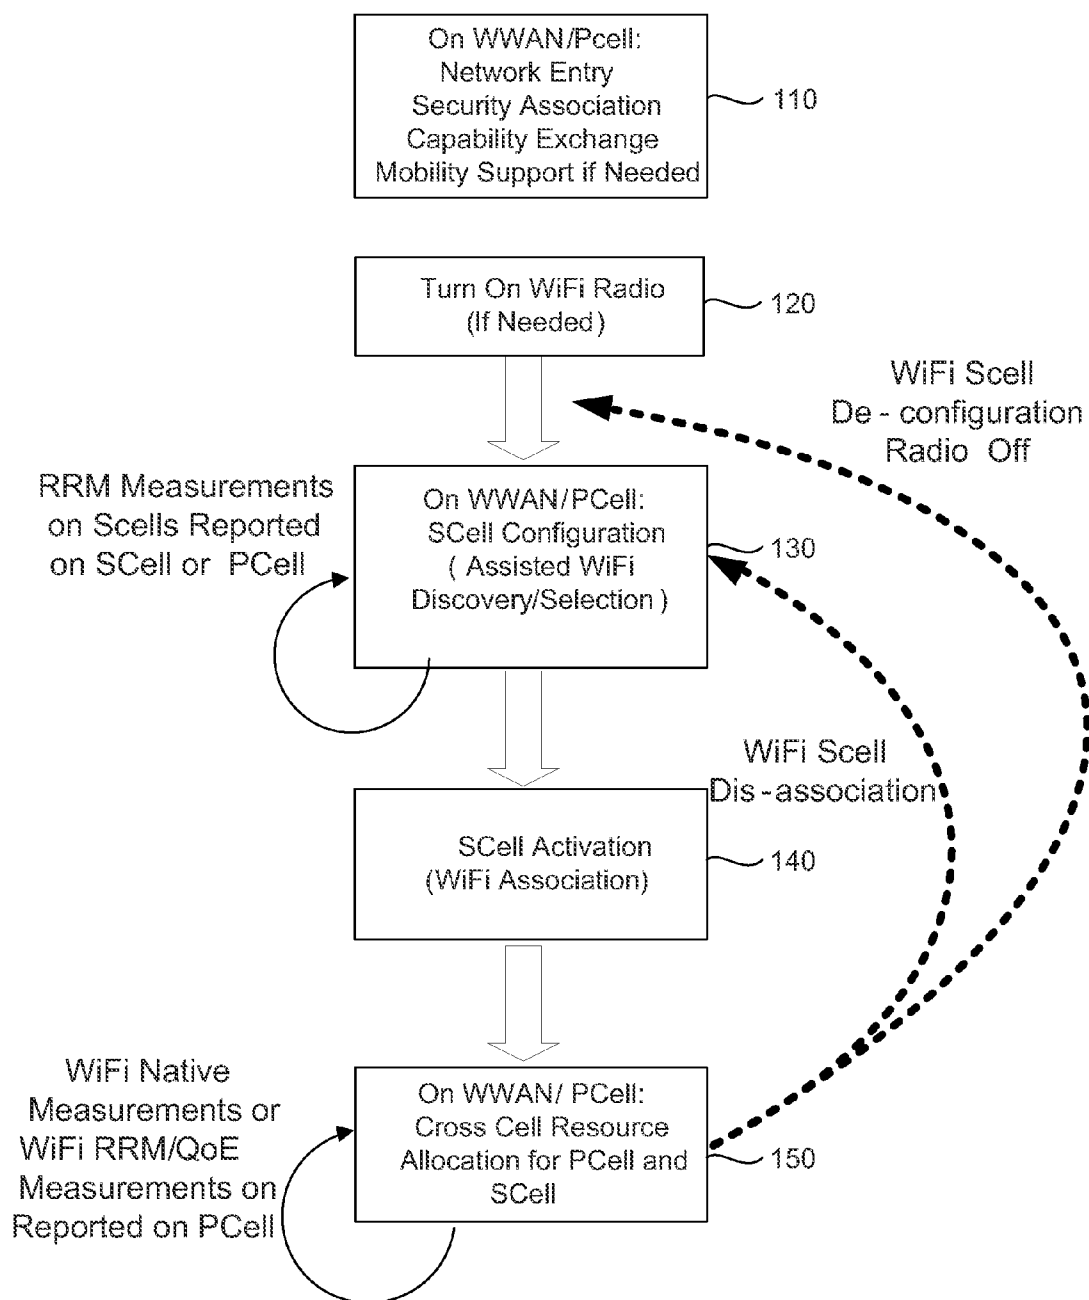 On WWAN/Pcell:
Network Entry
Security Association
Capability Exchange
Mobility Support if Needed
110
Turn On WiFi Radio
(If Needed)
120
WiFi Scell
De - configuration
Radio Off
RRM Measurements
on Scells Reported
on SCell or PCell
On WWAN/PCell:
SCell Configuration
( Assisted WiFi
Discovery/Selection )
130
WiFi Scell
Dis - association
SCell Activation
(WiFi Association)
140
WiFi Native
Measurements or
WiFi RRM/QoE
Measurements on
Reported on PCell
On WWAN/ PCell:
Cross Cell Resource
Allocation for PCell and
SCell
150